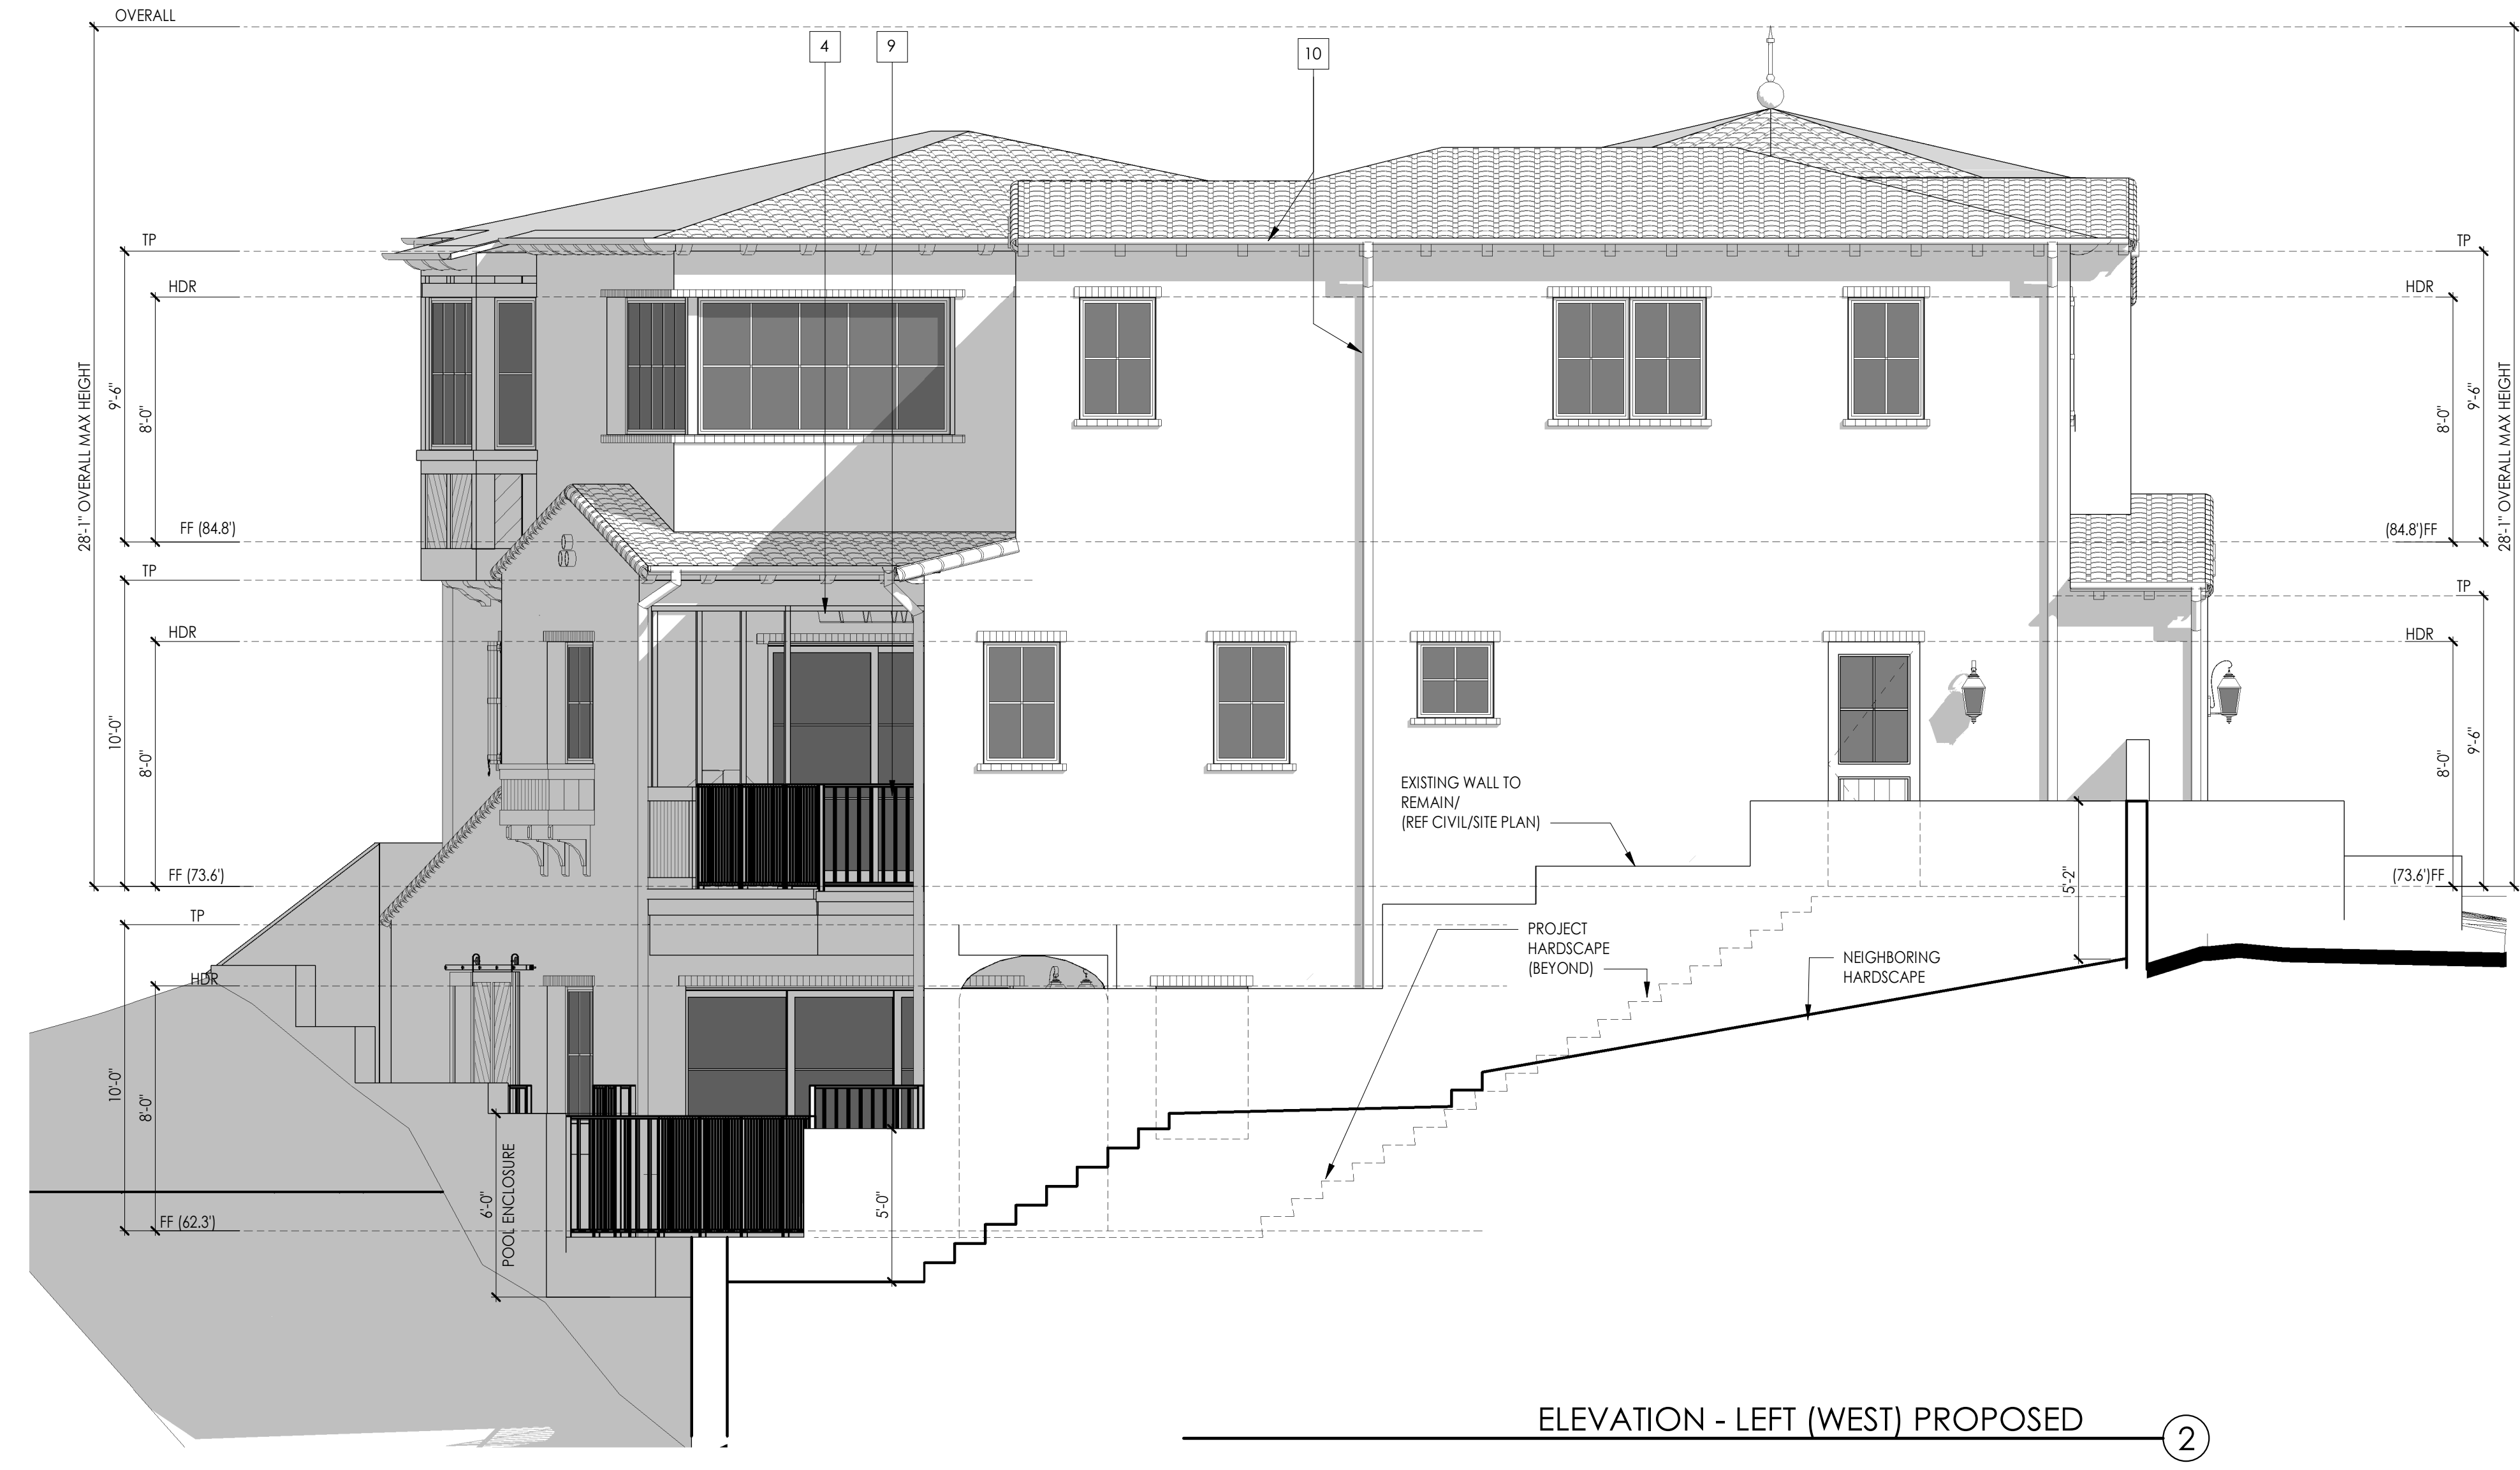 OVERALL
4
9
10
TP
TP
HDR
HDR
28'-1" OVERALL MAX HEIGHT
9'-6"
8'-0"
8'-0"
9'-6"
28'-1" OVERALL MAX HEIGHT
FF (84.8')
(84.8')FF
TP
TP
HDR
HDR
10'-0"
8'-0"
8'-0"
9'-6"
EXISTING WALL TO
REMAIN/
(REF CIVIL/SITE PLAN)
FF (73.6')
(73.6')FF
5'-2"
TP
PROJECT
HARDSCAPE
(BEYOND)
NEIGHBORING
HARDSCAPE
HDR
10'-0"
8'-0"
6'-0"
POOL ENCLOSURE
5'-0"
FF (62.3')
ELEVATION - LEFT (WEST) PROPOSED
2